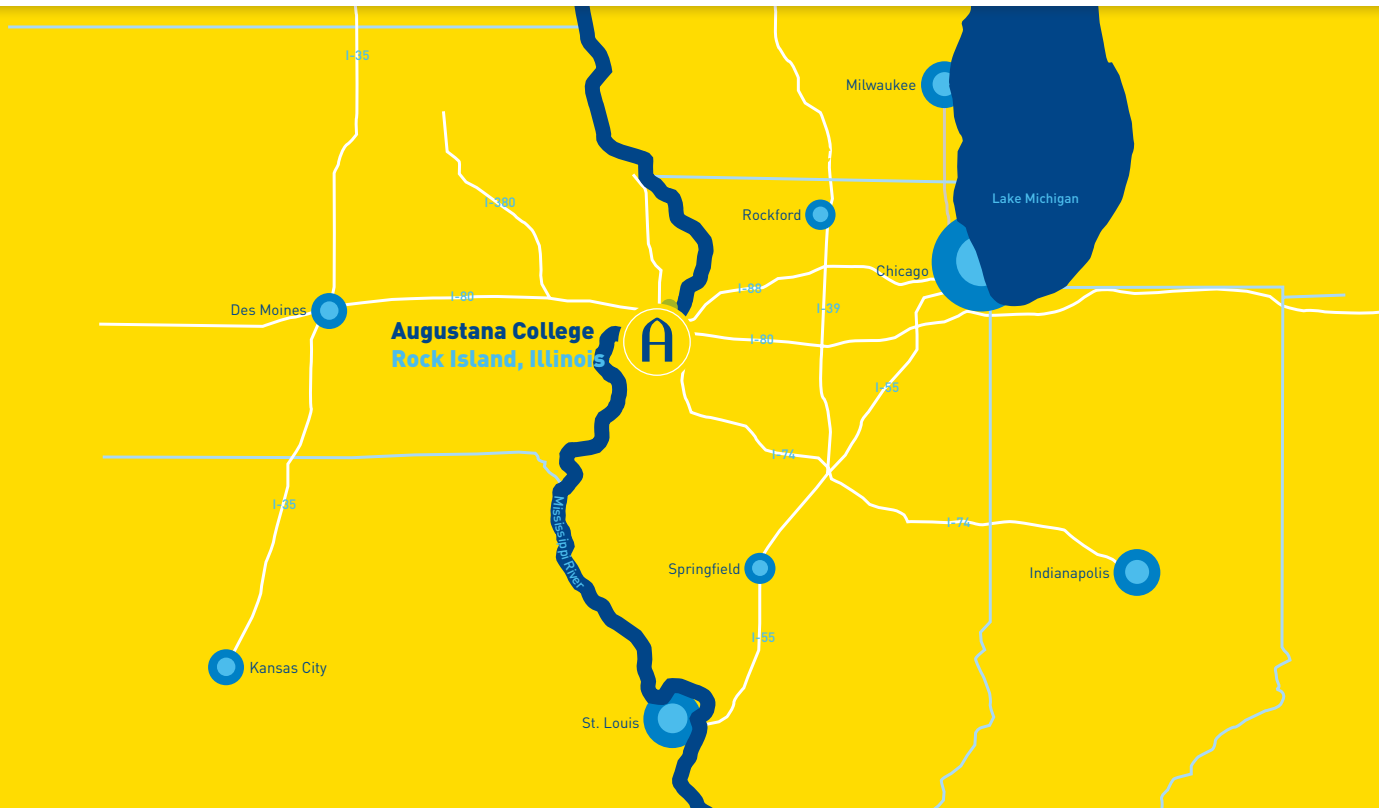 I-35
Milwaukee
I-380
Lake Michigan
Rockford
Chicago
I-88
I-80
Des Moines
I-39
Augustana College
Rock Island, Illinois
I-80
I-55
I-74
I-35
Mississippi River
I-74
Springfield
Indianapolis
I-55
Kansas City
St. Louis